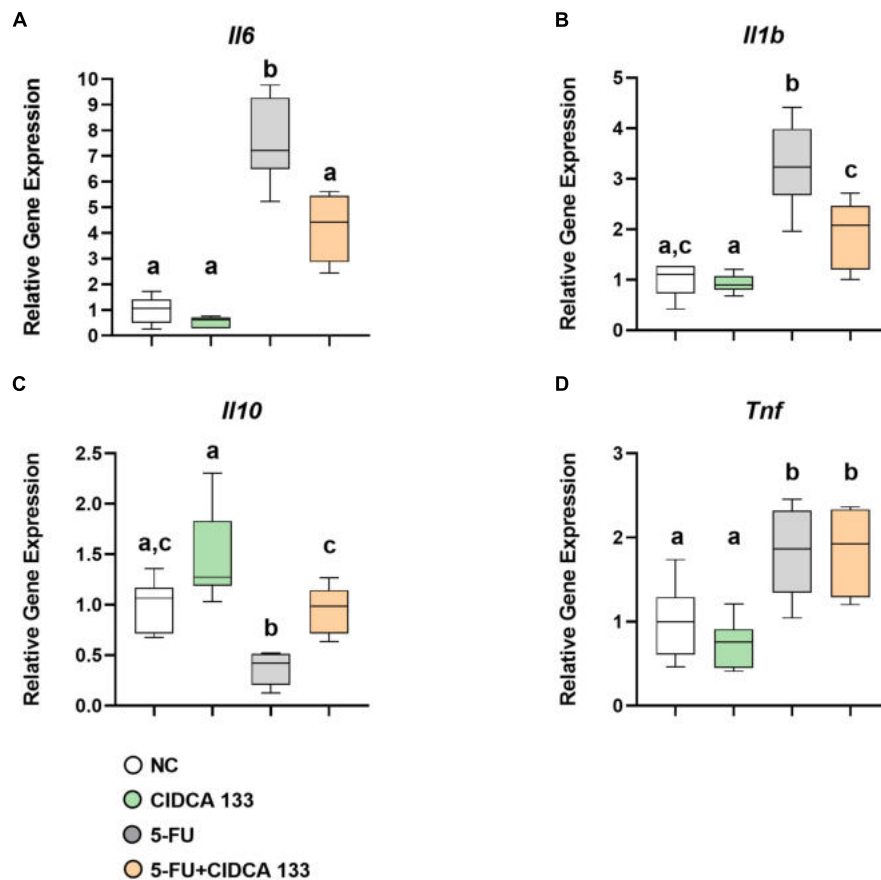 A
Il6
Relative Gene Expression
10
9
8
7
6
5
4
3
2
1
0
a
a
b
a
B
Il1b
Relative Gene Expression
5
4
3
2
1
0
a,c
a
b
c
C
Il10
Relative Gene Expression
2.5
2.0
1.5
1.0
0.5
0.0
a,c
a
b
c
D
Tnf
Relative Gene Expression
3
2
1
0
a
a
b
b
NC
CIDCA 133
5-FU
5-FU+CIDCA 133